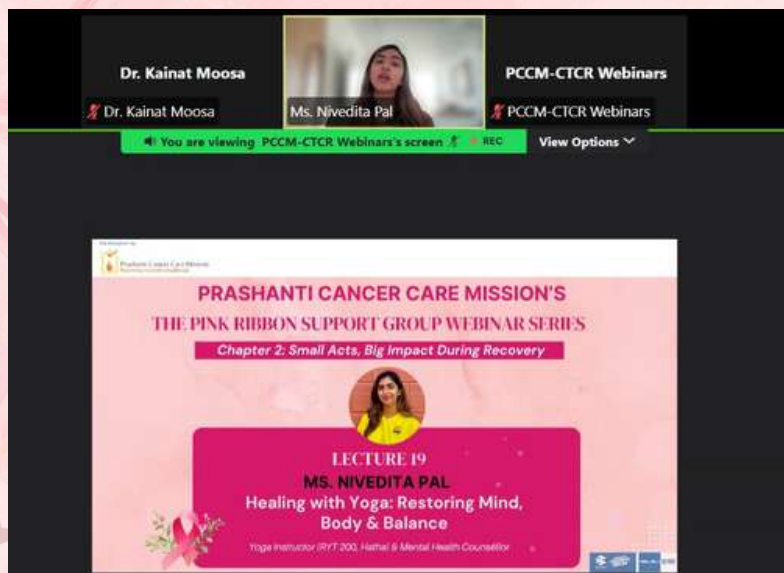 Dr. Kainat Moosa
PCCM-CTCR Webinars
Dr. Kainat Moosa
Ms. Nivedita Pal
PCCM-CTCR Webinars
You are viewing PCCM-CTCR Webinars's screen
REC
View Options
Prashanti Cancer Care Mission
PRASHANTI CANCER CARE MISSION'S
THE PINK RIBBON SUPPORT GROUP WEBINAR SERIES
Chapter 2: Small Acts, Big Impact During Recovery
LECTURE 19
MS. NIVEDITA PAL
Healing with Yoga: Restoring Mind,
Body & Balance
Yoga Instructor (RYT 200, Hatha) & Mental Health Counsellor